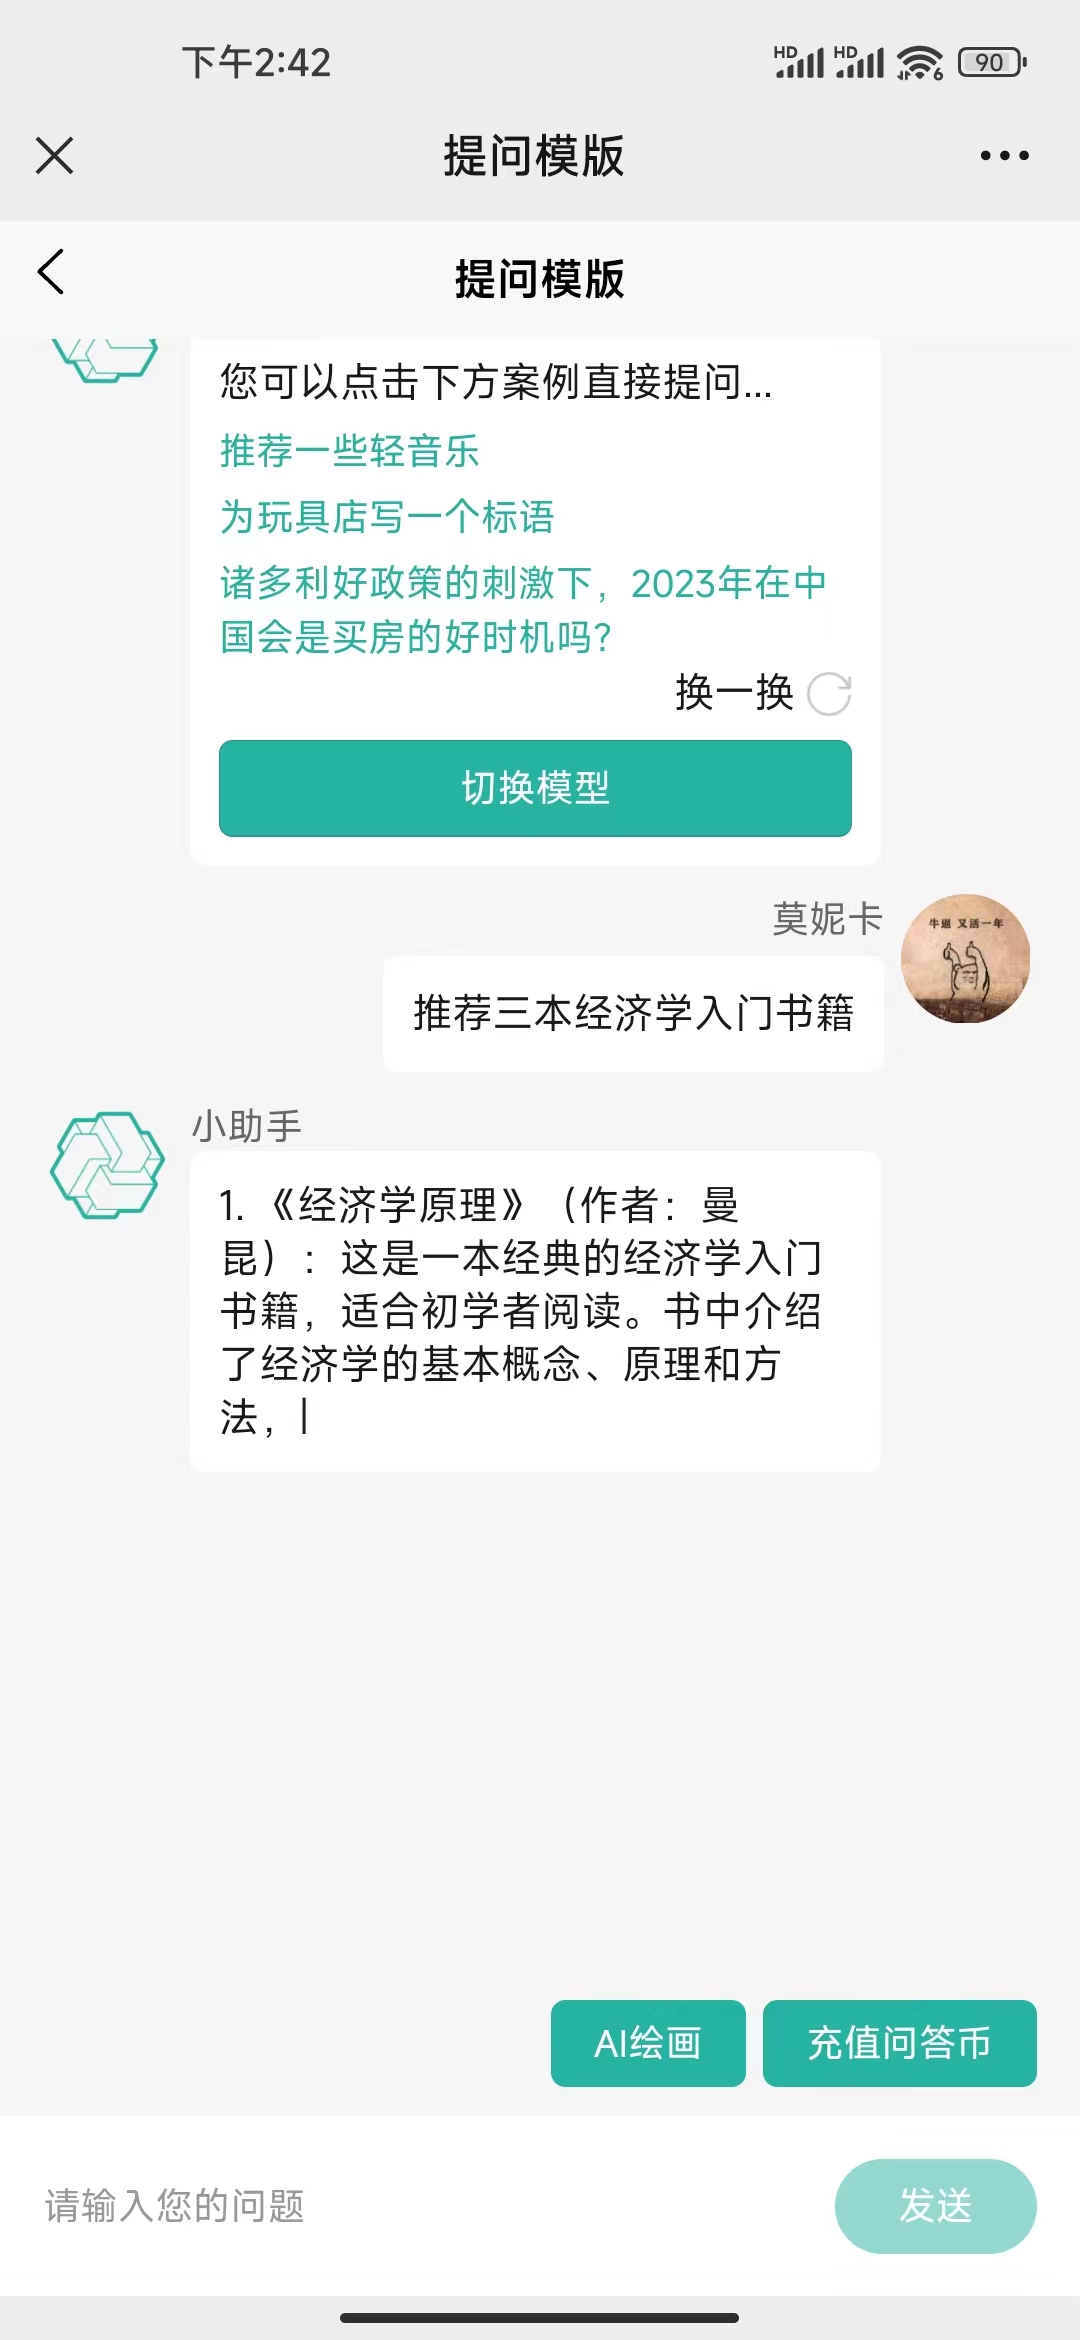 下午2:42
HD HD 6 90
提问模版
提问模版
您可以点击下方案例直接提问...
推荐一些轻音乐
为玩具店写一个标语
诸多利好政策的刺激下，2023年在中
国会是买房的好时机吗？
换一换
切换模型
莫妮卡
牛逼 又活一年
推荐三本经济学入门书籍
小助手
1. 《经济学原理》（作者：曼
昆）：这是一本经典的经济学入门
书籍，适合初学者阅读。书中介绍
了经济学的基本概念、原理和方
法，
AI绘画
充值问答币
请输入您的问题
发送